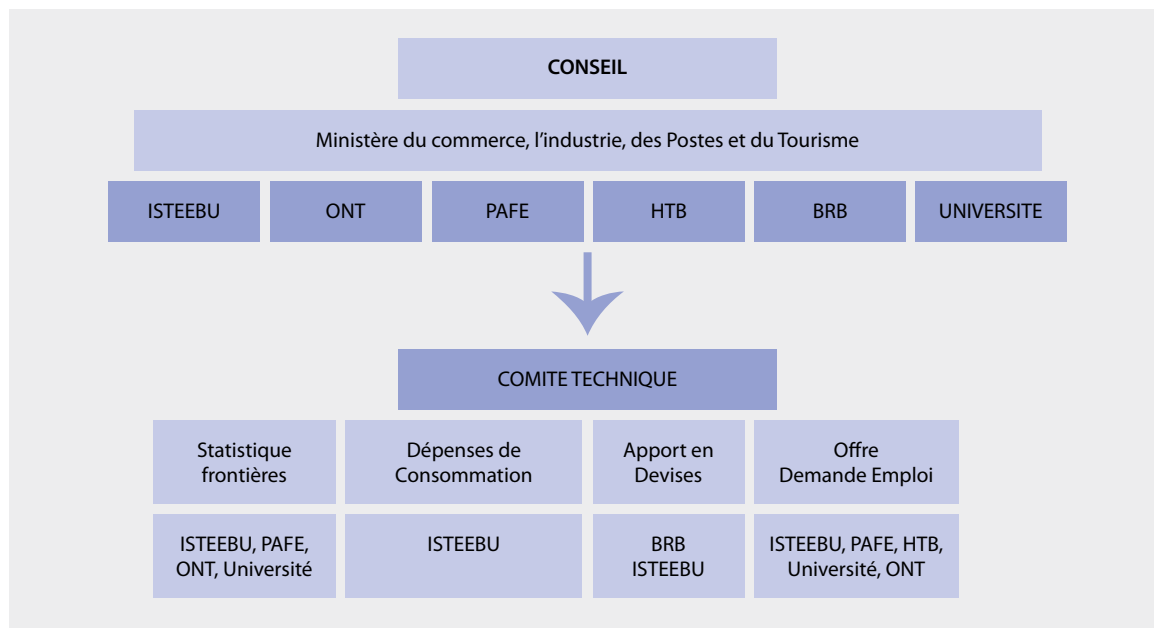 CONSEIL
Ministère du commerce, l'industrie, des Postes et du Tourisme
ISTEEBU
ONT
PAFE
HTB
BRB
UNIVERSITE
COMITE TECHNIQUE
Statistique
frontières
Dépenses de
Consommation
Apport en
Devises
Offre
Demande Emploi
ISTEEBU, PAFE,
ONT, Université
ISTEEBU
BRB
ISTEEBU
ISTEEBU, PAFE, HTB,
Université, ONT